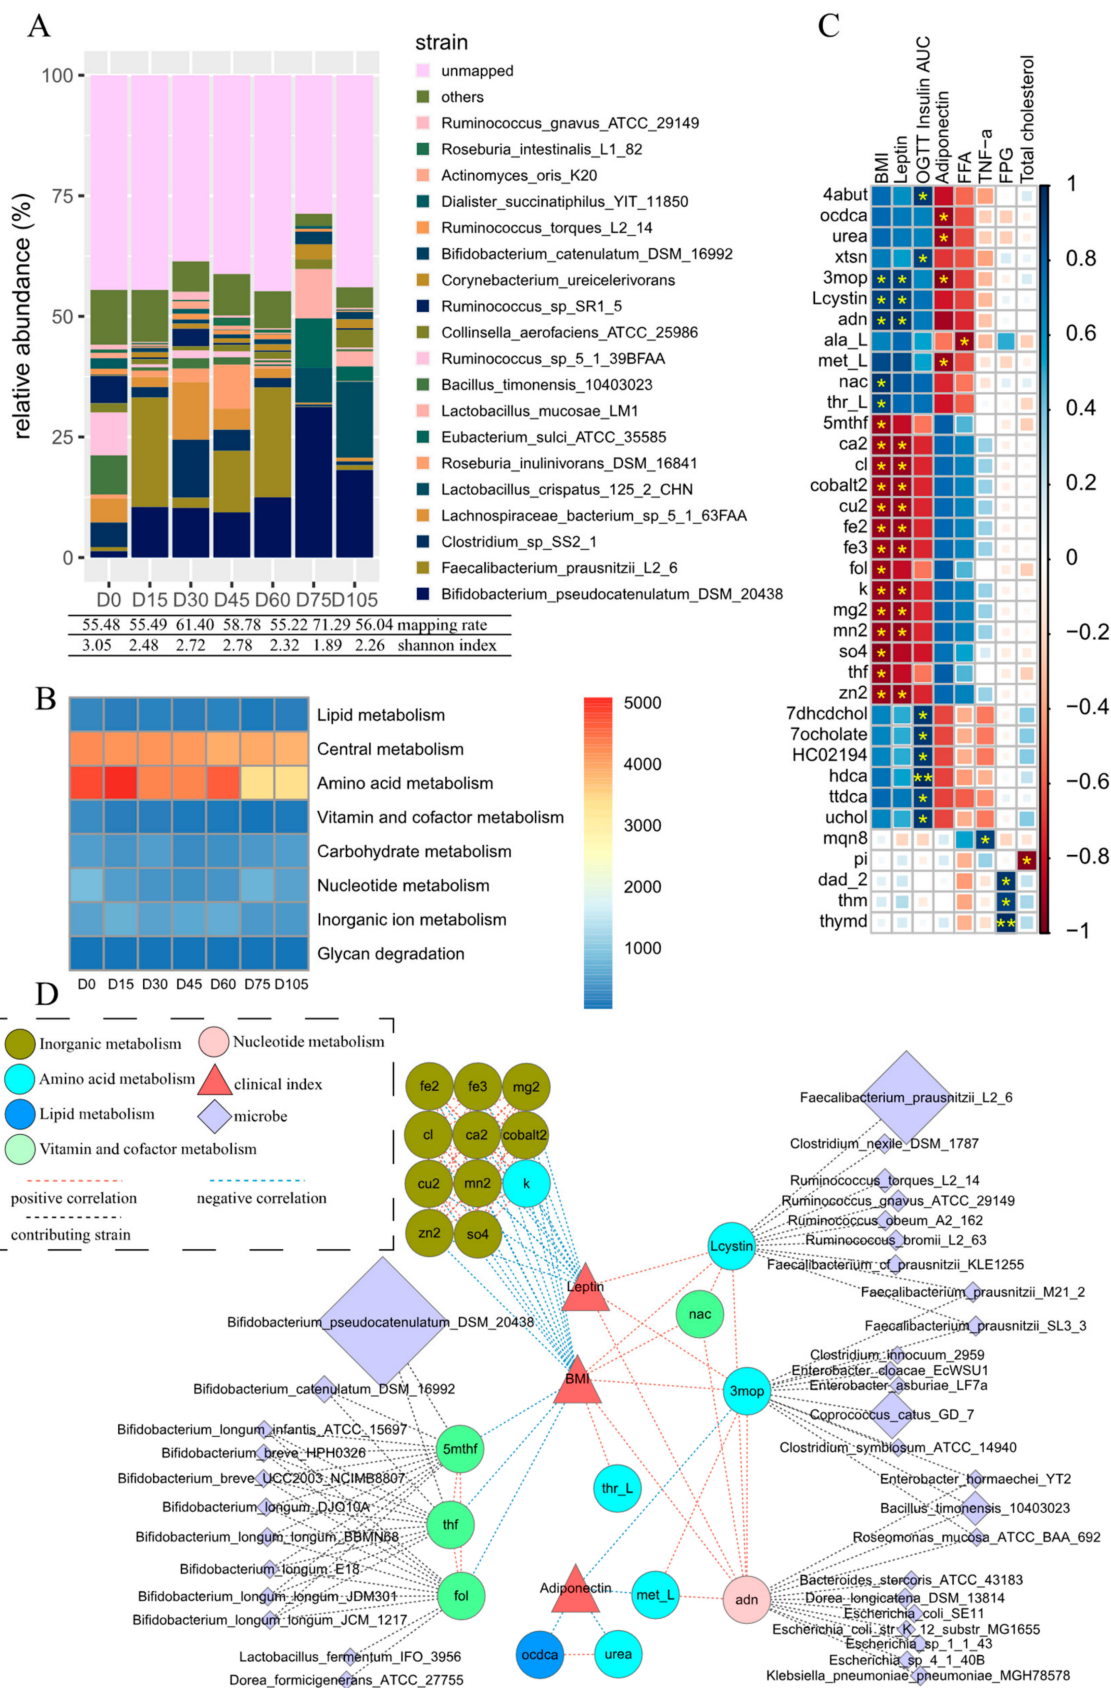 A
strain
unmapped
others
Ruminococcus_gnavus_ATCC_29149
Roseburia_intestinalis_L1_82
Actinomyces_oris_K20
Dialister_succinatiphilus_YIT_11850
Ruminococcus_torques_L2_14
Bifidobacterium_catenulatum_DSM_16992
Corynebacterium_ureicelerivorans
Ruminococcus_sp_SR1_5
Collinsella_aerofaciens_ATCC_25986
Ruminococcus_sp_5_1_39BFAA
Bacillus_timonensis_10403023
Lactobacillus_mucosae_LM1
Eubacterium_sulci_ATCC_35585
Roseburia_inulinivorans_DSM_16841
Lactobacillus_crispatus_125_2_CHN
Lachnospiraceae_bacterium_sp_5_1_63FAA
Clostridium_sp_SS2_1
Faecalibacterium_prausnitzii_L2_6
Bifidobacterium_pseudocatenulatum_DSM_20438
relative abundance (%)
100
75
50
25
0
D0 D15 D30 D45 D60 D75 D105
55.48 55.49 61.40 58.78 55.22 71.29 56.04 mapping rate
3.05 2.48 2.72 2.78 2.32 1.89 2.26 shannon index
B
Lipid metabolism
Central metabolism
Amino acid metabolism
Vitamin and cofactor metabolism
Carbohydrate metabolism
Nucleotide metabolism
Inorganic ion metabolism
Glycan degradation
D0 D15 D30 D45 D60 D75 D105
5000
4000
3000
2000
1000
C
BMI
Leptin
OGTT Insulin AUC
Adiponectin
FFA
TNF-a
FPG
Total cholesterol
4abut
ocdca
urea
xtsn
3mop
Lcystin
adn
ala_L
met_L
nac
thr_L
5mthf
ca2
cl
cobalt2
cu2
fe2
fe3
fol
k
mg2
mn2
so4
thf
zn2
7dhcdchol
7ocholate
HC02194
hdca
ttdca
uchol
mqn8
pi
dad_2
thm
thymd
1
0.8
0.6
0.4
0.2
0
−0.2
−0.4
−0.6
−0.8
−1
D
Inorganic metabolism
Nucleotide metabolism
Amino acid metabolism
clinical index
Lipid metabolism
microbe
Vitamin and cofactor metabolism
positive correlation
negative correlation
contributing strain
fe2 fe3 mg2
cl ca2 cobalt2
cu2 mn2 k
zn2 so4
Leptin
BMI
Adiponectin
Lcystin
nac
3mop
thr_L
met_L
adn
ocdca
urea
5mthf
thf
fol
Bifidobacterium_pseudocatenulatum_DSM_20438
Bifidobacterium_catenulatum_DSM_16992
Bifidobacterium_longum_infantis_ATCC_15697
Bifidobacterium_breve_HPH0326
Bifidobacterium_breve_UCC2003_NCIMB8807
Bifidobacterium_longum_DJO10A
Bifidobacterium_longum_longum_BBMN68
Bifidobacterium_longum_E18
Bifidobacterium_longum_longum_JDM301
Bifidobacterium_longum_longum_JCM_1217
Lactobacillus_fermentum_IFO_3956
Dorea_formicigenerans_ATCC_27755
Faecalibacterium_prausnitzii_L2_6
Clostridium_nexile_DSM_1787
Ruminococcus_torques_L2_14
Ruminococcus_gnavus_ATCC_29149
Ruminococcus_obeum_A2_162
Ruminococcus_bromii_L2_63
Faecalibacterium_cf_prausnitzii_KLE1255
Faecalibacterium_prausnitzii_M21_2
Faecalibacterium_prausnitzii_SL3_3
Clostridium_innocuum_2959
Enterobacter_cloacae_EcWSU1
Enterobacter_asburiae_LF7a
Coprococcus_catus_GD_7
Clostridium_symbiosum_ATCC_14940
Enterobacter_hormaechei_YT2
Bacillus_timonensis_10403023
Roseomonas_mucosa_ATCC_BAA_692
Bacteroides_stercoris_ATCC_43183
Dorea_longicatena_DSM_13814
Escherichia_coli_SE11
Escherichia_coli_str_K_12_substr_MG1655
Escherichia_sp_1_1_43
Escherichia_sp_4_1_40B
Klebsiella_pneumoniae_pneumoniae_MGH78578